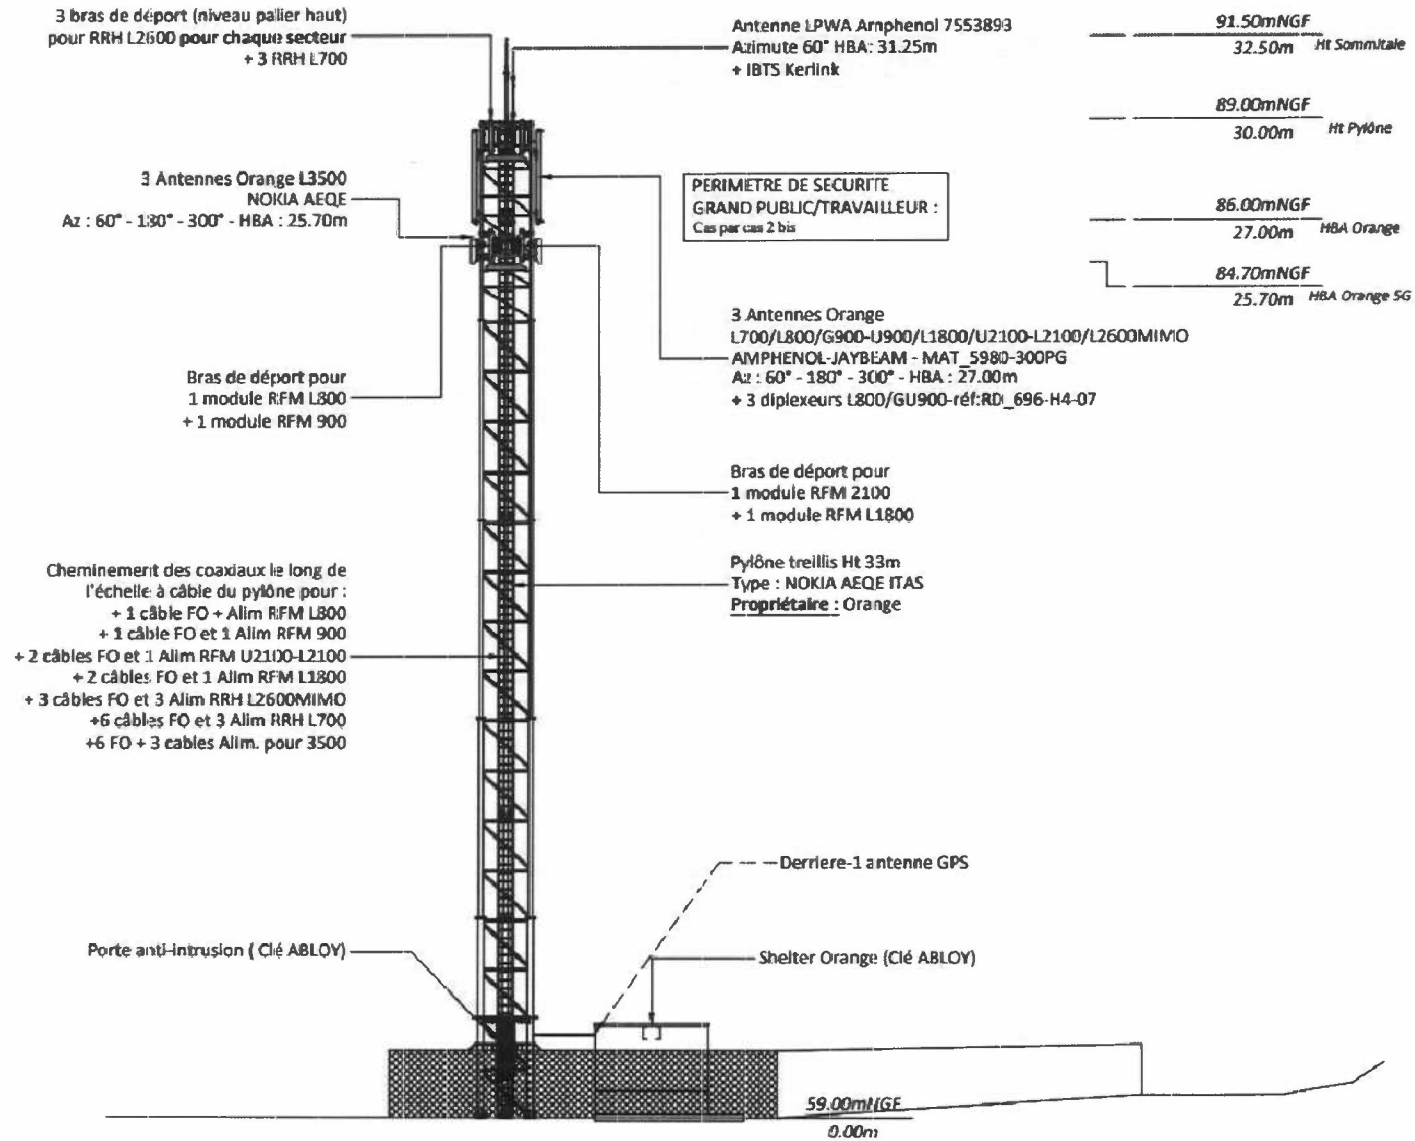 3 bras de déport (niveau palier haut)
pour RRH L2600 pour chaque secteur
+ 3 RRH L700
Antenne LPWA Amphenol 7553893
Azimute 60° HBA: 31.25m
+ IBTS Kerlink
91.50mNGF
32.50m Ht Sommitale
89.00mNGF
30.00m Ht Pylône
86.00mNGF
27.00m HBA Orange
84.70mNGF
25.70m HBA Orange 5G
3 Antennes Orange L3500
NOKIA AEQE
Az : 60° - 180° - 300° - HBA : 25.70m
PERIMETRE DE SECURITE
GRAND PUBLIC/TRAVAILLEUR :
Cas par cas 2 bis
3 Antennes Orange
L700/L800/G900-U900/L1800/U2100-L2100/L2600MIMO
AMPHENOL-JAYBEAM - MAT_5980-300PG
Az : 60° - 180° - 300° - HBA : 27.00m
+ 3 diplexeurs L800/GU900-réf:RDI_696-H4-07
Bras de déport pour
1 module RFM L800
+ 1 module RFM 900
Bras de déport pour
1 module RFM 2100
+ 1 module RFM L1800
Pylône treillis Ht 33m
Type : NOKIA AEQE ITAS
Propriétaire : Orange
Cheminement des coaxiaux le long de
l'échelle à câble du pylône pour :
+ 1 câble FO + Alim RFM L800
+ 1 câble FO et 1 Alim RFM 900
+ 2 câbles FO et 1 Alim RFM U2100-L2100
+ 2 câbles FO et 1 Alim RFM L1800
+ 3 câbles FO et 3 Alim RRH L2600MIMO
+6 câbles FO et 3 Alim RRH L700
+6 FO + 3 cables Alim. pour 3500
Derriere-1 antenne GPS
Porte anti-intrusion ( Clé ABLOY)
Shelter Orange (Clé ABLOY)
59.00mNGF
0.00m